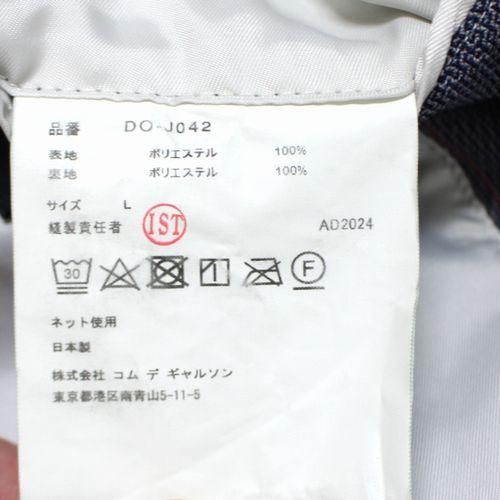 品番 DO-J042
表地 ポリエステル 100%
裏地 ポリエステル 100%
サイズ L
縫製責任者 IST AD2024
30 F
ネット使用
日本製
株式会社 コム デ ギャルソン
東京都港区南青山5-11-5